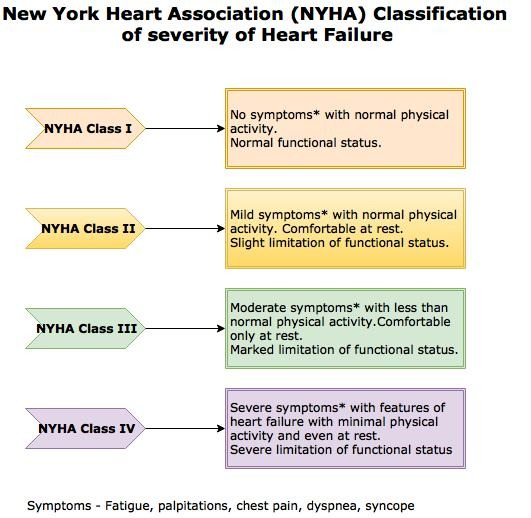 New York Heart Association (NYHA) Classification
of severity of Heart Failure
NYHA Class I
No symptoms* with normal physical
activity.
Normal functional status.
NYHA Class II
Mild symptoms* with normal physical
activity. Comfortable at rest.
Slight limitation of functional status.
NYHA Class III
Moderate symptoms* with less than
normal physical activity.Comfortable
only at rest.
Marked limitation of functional status.
NYHA Class IV
Severe symptoms* with features of
heart failure with minimal physical
activity and even at rest.
Severe limitation of functional status
Symptoms - Fatigue, palpitations, chest pain, dyspnea, syncope